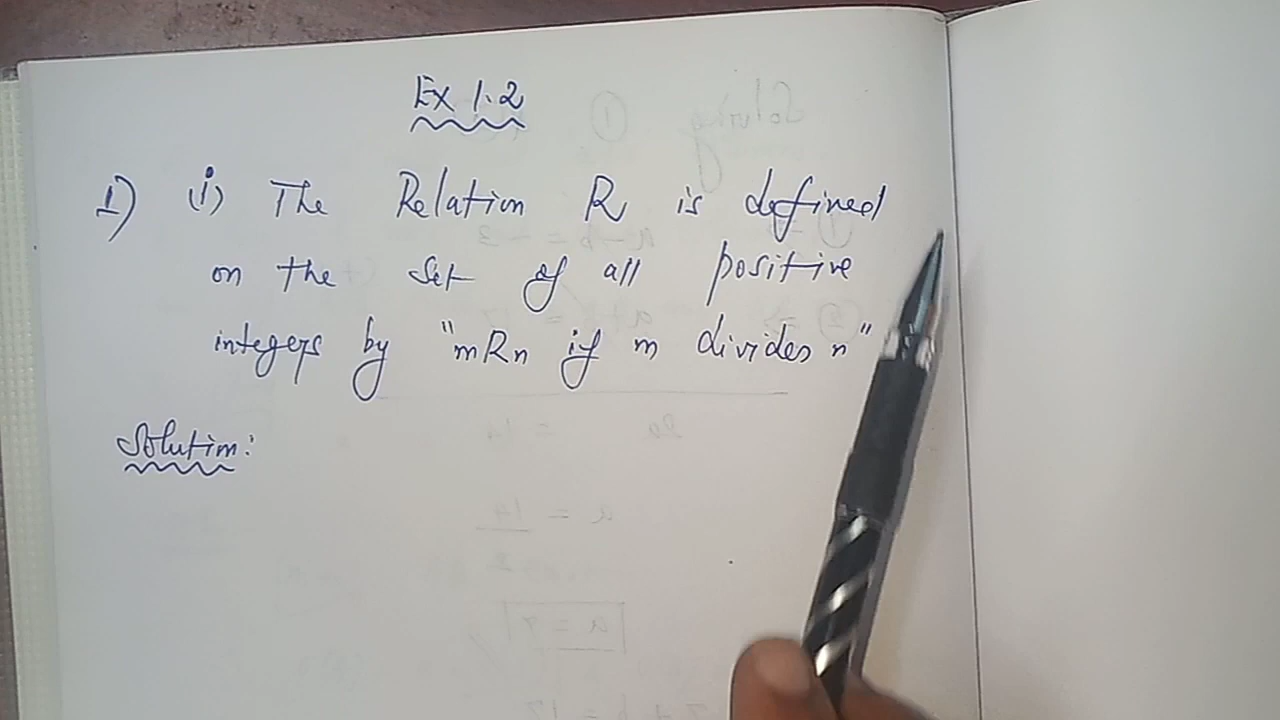 Ex 1.2
1) (i) The Relation R is defined
on the Set of all positive
integers by "mRn if m divides n"
Solution: